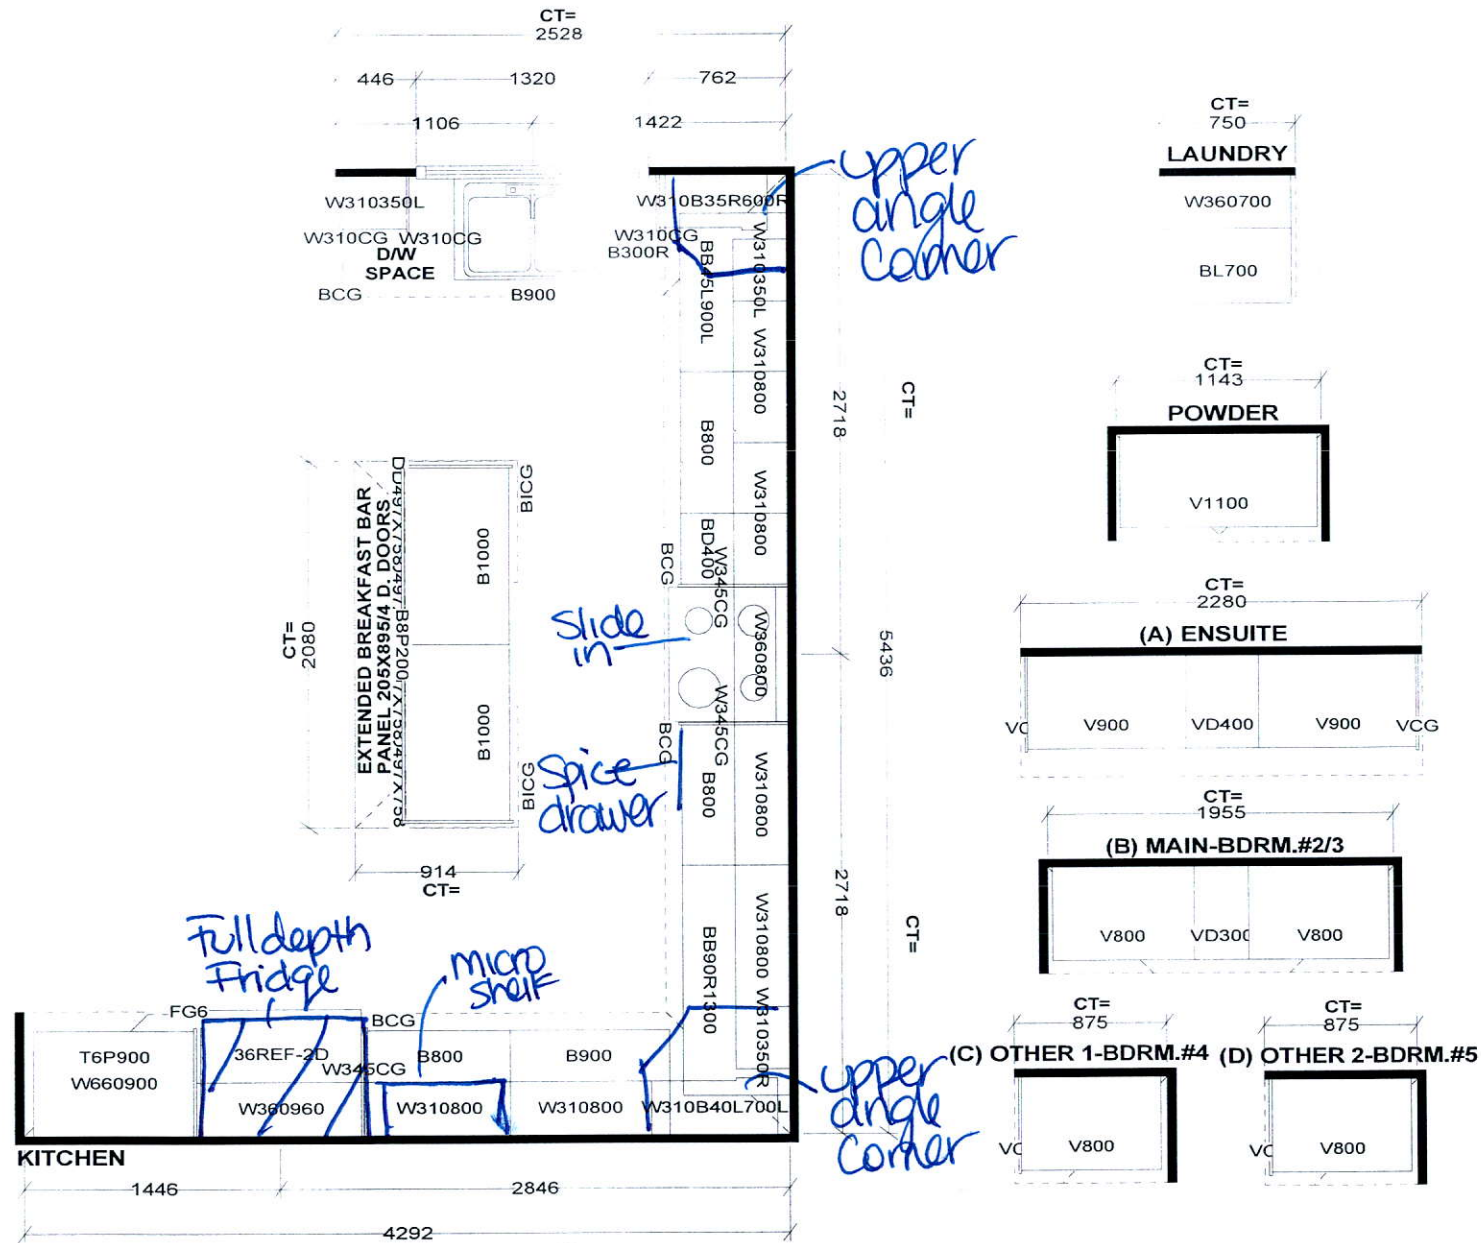 CT=
2528
446
1320
762
1106
1422
W310350L
W310CG W310CG
D/W
SPACE
BCG
B900
W310B35R600R
W310CG
B300R
BB45L900L
W310350L
upper
angle
corner
W310800
B800
W310800
BD400
W345CG
BCG
2718
CT=
5436
CT=
2080
EXTENDED BREAKFAST BAR
PANEL 205X895/4 D. DOORS
BICG
B1000
B1000
BICG
914
CT=
Slide
in
W360800
W345CG
BCG
Spice
drawer
B800
W310800
2718
CT=
BB90R1300
W310800
W310350R
Full depth
Fridge
micro
shelf
FG6
BCG
T6P900
W660900
36REF-2D
W345CG
W360960
B800
B900
W310800
W310800
W310B40L700L
upper
angle
corner
KITCHEN
1446
2846
4292
CT=
750
LAUNDRY
W360700
BL700
CT=
1143
POWDER
V1100
CT=
2280
(A) ENSUITE
V900
VD400
V900
VCG
CT=
1955
(B) MAIN-BDRM.#2/3
V800
VD300
V800
CT=
875
(C) OTHER 1-BDRM.#4
V800
CT=
875
(D) OTHER 2-BDRM.#5
V800